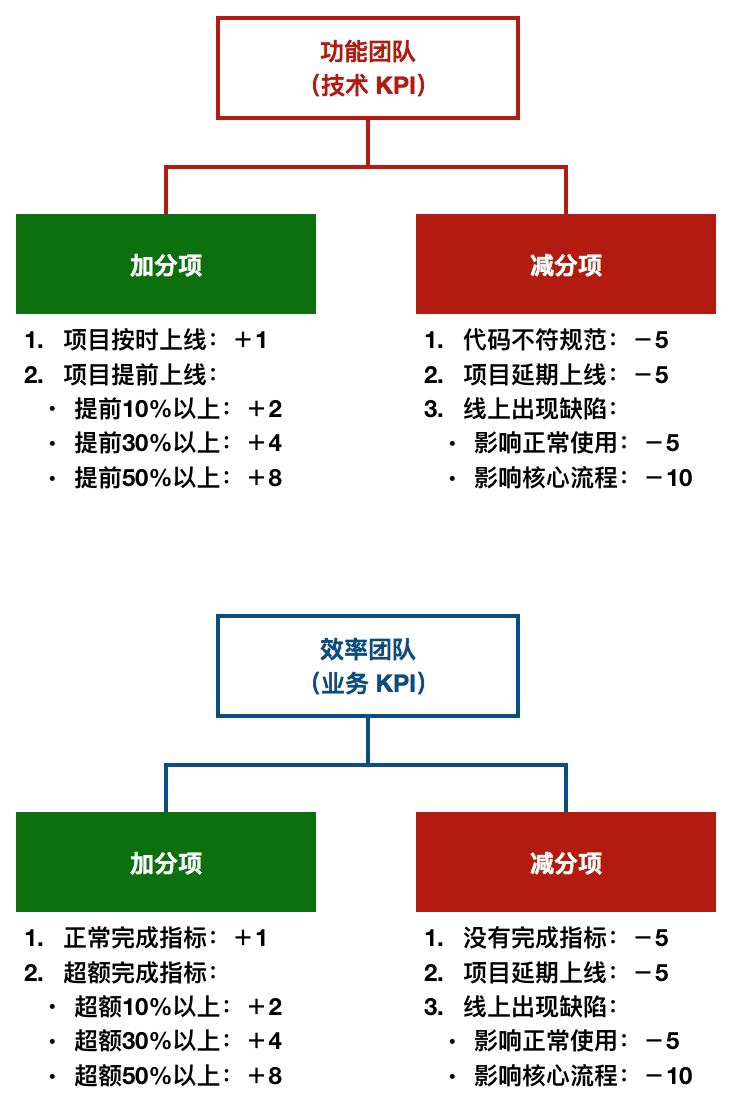 功能团队
（技术 KPI）
加分项
1. 项目按时上线：＋1
2. 项目提前上线：
• 提前10%以上：＋2
• 提前30%以上：＋4
• 提前50%以上：＋8
减分项
1. 代码不符规范：－5
2. 项目延期上线：－5
3. 线上出现缺陷：
• 影响正常使用：－5
• 影响核心流程：－10
效率团队
（业务 KPI）
加分项
1. 正常完成指标：＋1
2. 超额完成指标：
• 超额10%以上：＋2
• 超额30%以上：＋4
• 超额50%以上：＋8
减分项
1. 没有完成指标：－5
2. 项目延期上线：－5
3. 线上出现缺陷：
• 影响正常使用：－5
• 影响核心流程：－10